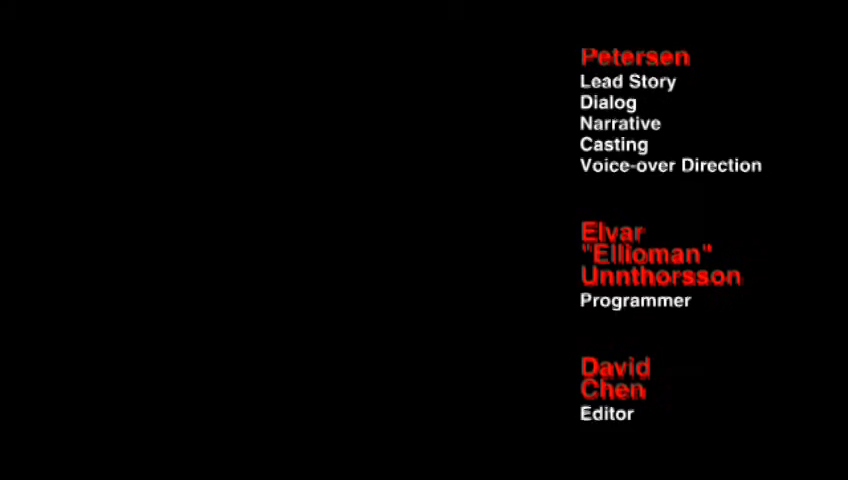 Petersen
Lead Story
Dialog
Narrative
Casting
Voice-over Direction
Elvar
"Ellioman"
Unnthorsson
Programmer
David
Chen
Editor